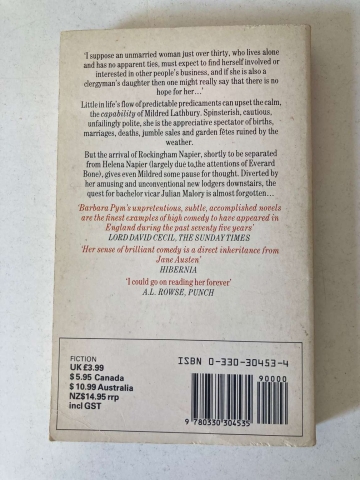 'I suppose an unmarried woman just over thirty, who lives alone
and has no apparent ties, must expect to find herself involved or
interested in other people's business, and if she is also a
clergyman's daughter then one might really say that there is no
hope for her...'
Little in life's flow of predictable predicaments can upset the calm,
the capability of Mildred Lathbury. Spinsterish, cautious,
unfailingly polite, she is the appreciative spectator of births,
marriages, deaths, jumble sales and garden fêtes ruined by the
weather.
But the arrival of Rockingham Napier, shortly to be separated
from Helena Napier (largely due to,the attentions of Everard
Bone), gives even Mildred some pause for thought. Diverted by
her amusing and unconventional new lodgers downstairs, the
quest for bachelor vicar Julian Malory is almost forgotten...
'Barbara Pym's unpretentious, subtle, accomplished novels
are the finest examples of high comedy to have appeared in
England during the past seventy five years'
LORD DAVID CECIL, THE SUNDAY TIMES
'Her sense of brilliant comedy is a direct inheritance from
Jane Austen'
HIBERNIA
'I could go on reading her forever'
A.L. ROWSE, PUNCH
FICTION
UK £3.99
$5.95 Canada
$10.99 Australia
NZ$14.95 rrp
incl GST
ISBN 0-330-30453-4
90000
9 780330 304535